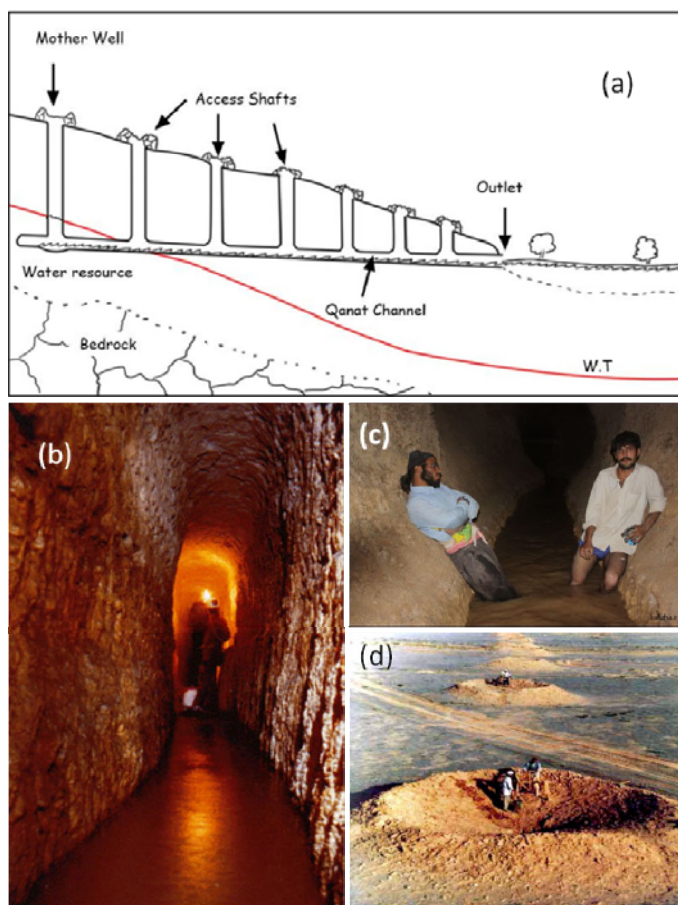 (a)
Mother Well
Access Shafts
Outlet
Water resource
Qanat Channel
Bedrock
W.T
(b)
(c)
(d)